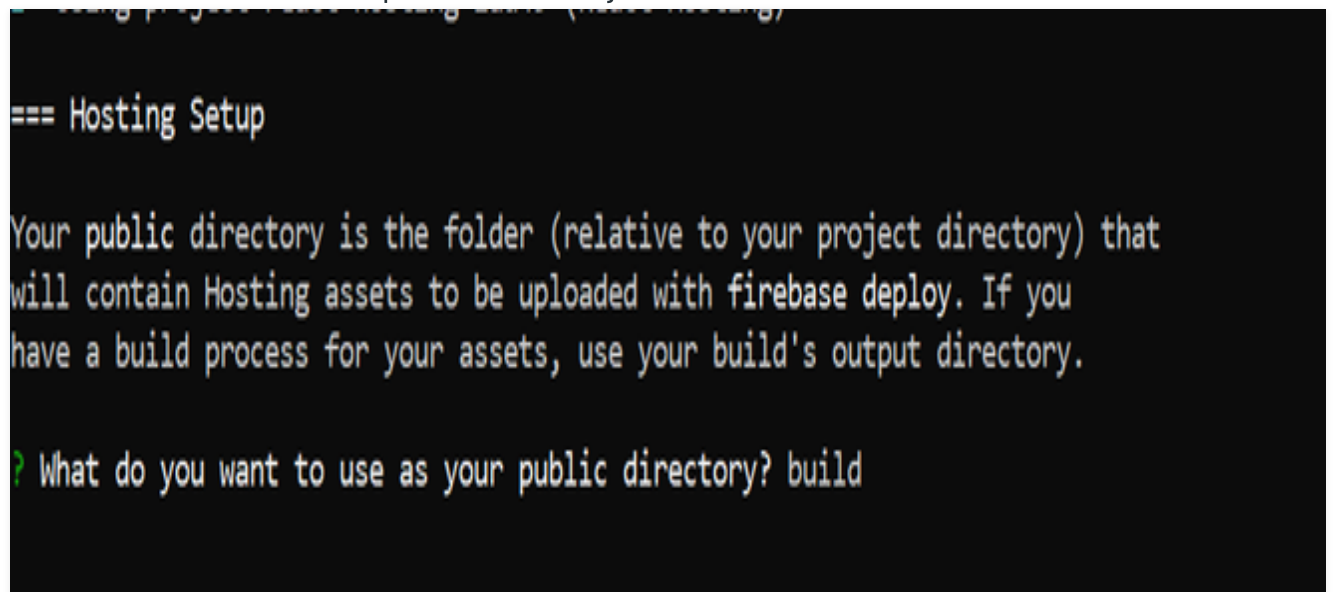 === Hosting Setup
Your public directory is the folder (relative to your project directory) that
will contain Hosting assets to be uploaded with firebase deploy. If you
have a build process for your assets, use your build's output directory.
? What do you want to use as your public directory? build